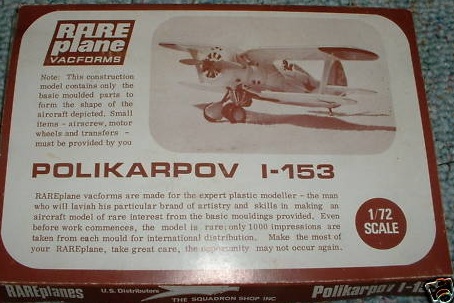 RARE
plane
VACFORMS
Note: This construction
model contains only the
basic moulded parts to
form the shape of the
aircraft depicted. Small
items - airscrew, motor
wheels and transfers -
must be provided by you
POLIKARPOV I-153
RAREplane vacforms are made for the expert plastic modeller - the man
who will lavish his particular brand of artistry and skills in making an
aircraft model of rare interest from the basic mouldings provided. Even
before work commences, the model is rare; only 1000 impressions are
taken from each mould for international distribution. Make the most of
your RAREplane, take great care, the opportunity may not occur again.
1/72
SCALE
RAREplanes
U.S. Distributors
THE SQUADRON SHOP INC
Polikarpov I-15